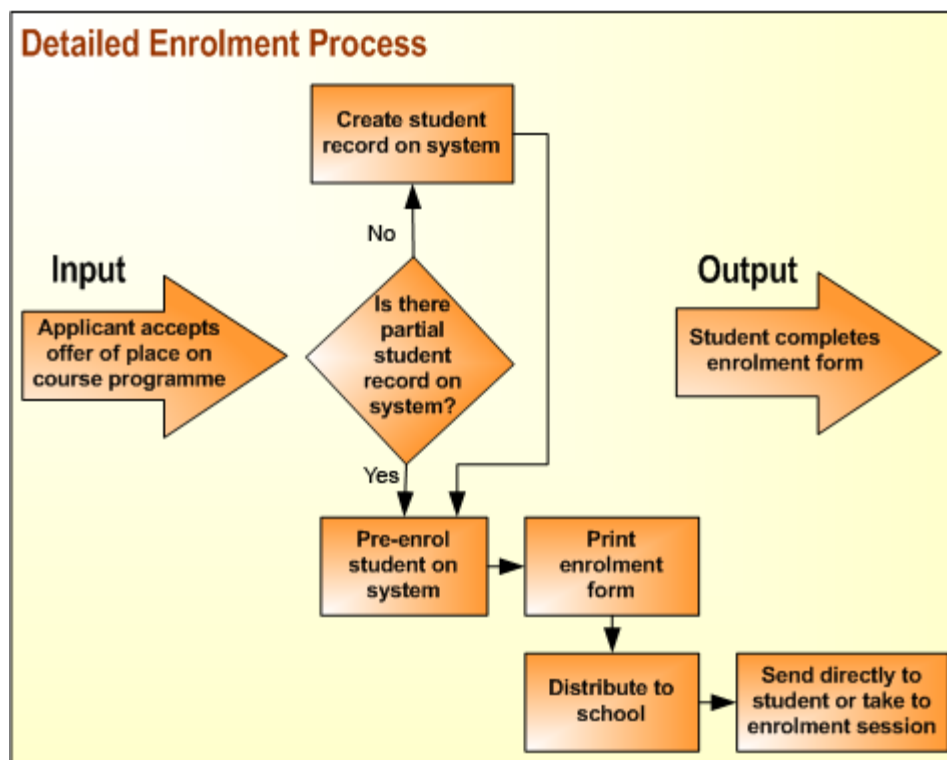 Detailed Enrolment Process
Create student
record on system
No
Input
Output
Applicant accepts
offer of place on
course programme
Is there
partial
student
record on
system?
Student completes
enrolment form
Yes
Pre-enrol
student on
system
Print
enrolment
form
Distribute to
school
Send directly to
student or take to
enrolment session